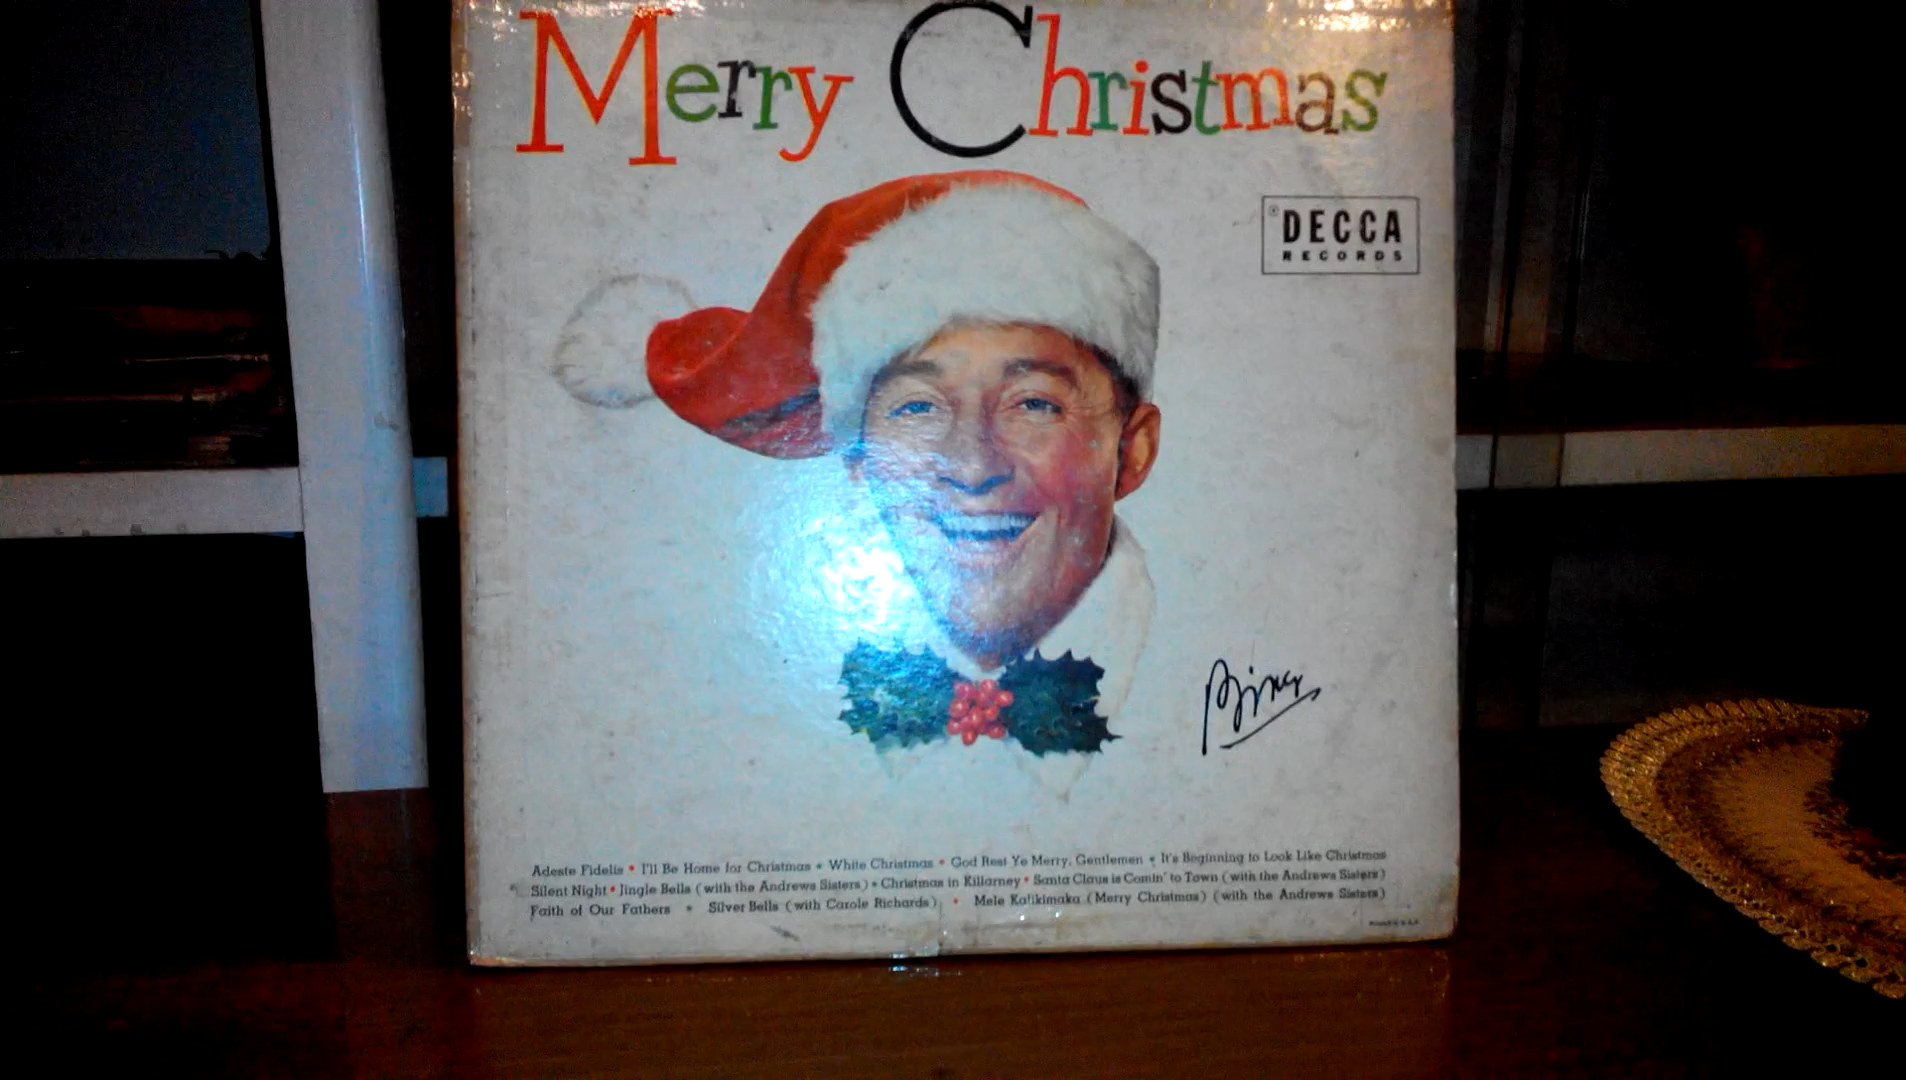 Merry Christmas
® DECCA
RECORDS
Bing
Adeste Fidelis • I'll Be Home for Christmas • White Christmas • God Rest Ye Merry, Gentlemen • It's Beginning to Look Like Christmas
Silent Night • Jingle Bells (with the Andrews Sisters) • Christmas in Killarney • Santa Claus is Comin' to Town (with the Andrews Sisters)
Faith of Our Fathers • Silver Bells (with Carole Richards) • Mele Kalikimaka (Merry Christmas) (with the Andrews Sisters)